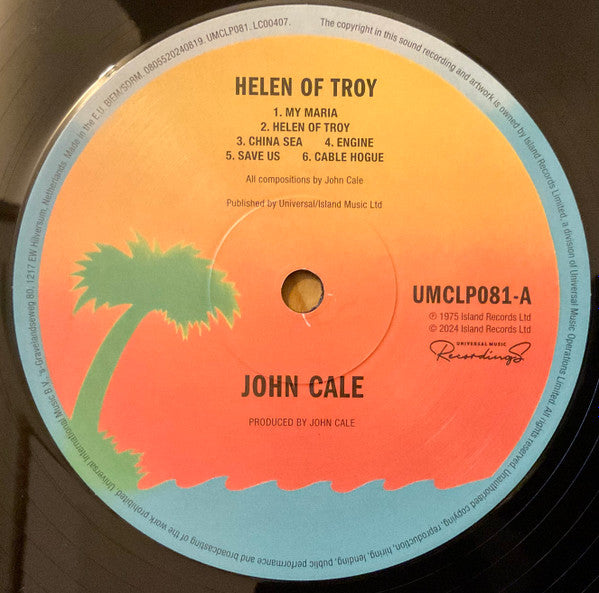 HELEN OF TROY
1. MY MARIA
2. HELEN OF TROY
3. CHINA SEA 4. ENGINE
5. SAVE US 6. CABLE HOGUE
All compositions by John Cale
Published by Universal/Island Music Ltd
UMCLP081-A
℗ 1975 Island Records Ltd
© 2024 Island Records Ltd
UNIVERSAL MUSIC
Recordings
JOHN CALE
PRODUCED BY JOHN CALE
The copyright in this sound recording and artwork is owned by Island Records Limited, a division of Universal Music Operations Limited. All rights reserved. Unauthorised copying, reproduction, hiring, lending, public performance and broadcasting of the work prohibited. Universal International Music B.V., 's-Gravelandseweg 80, 1217 EW Hilversum, Netherlands. Made in the E.U. BIEM/SDRM. 0805520240819. UMCLP081. LC00407.